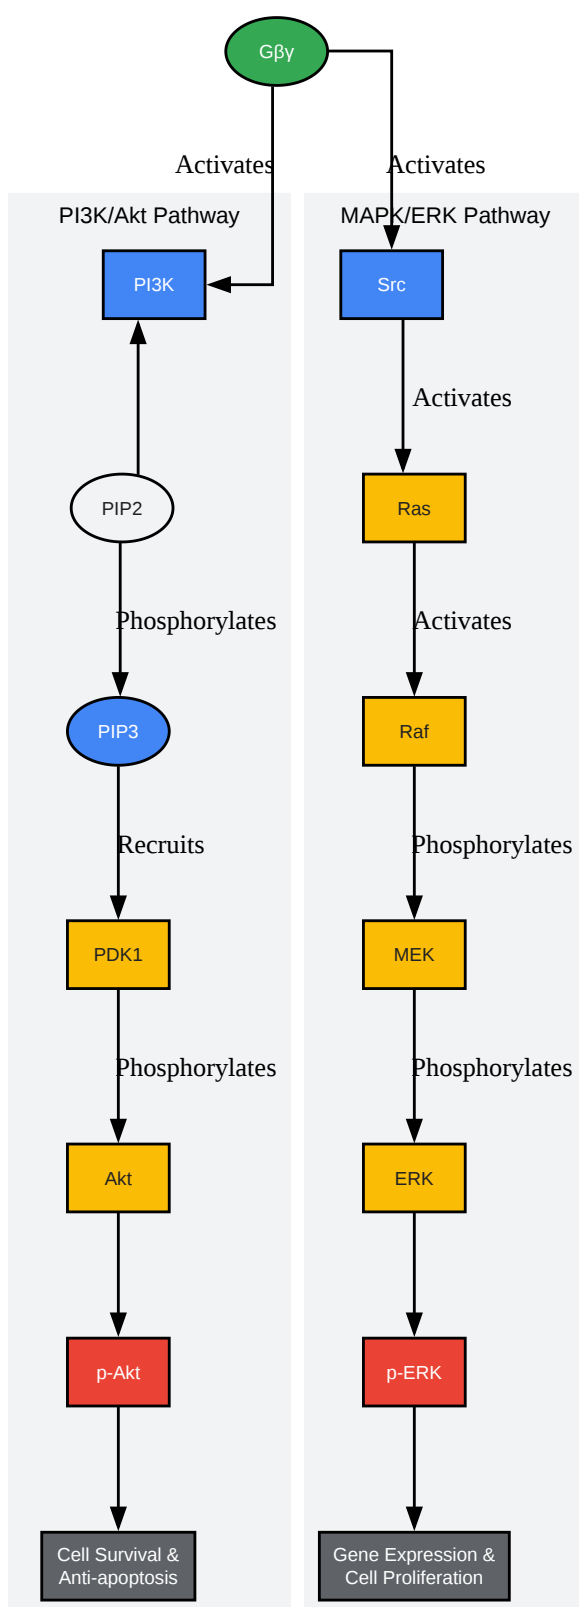 Gβγ
Activates
Activates
PI3K/Akt Pathway
MAPK/ERK Pathway
PI3K
Src
Activates
PIP2
Ras
Phosphorylates
Activates
PIP3
Raf
Recruits
Phosphorylates
PDK1
MEK
Phosphorylates
Phosphorylates
Akt
ERK
p-Akt
p-ERK
Cell Survival &
Anti-apoptosis
Gene Expression &
Cell Proliferation